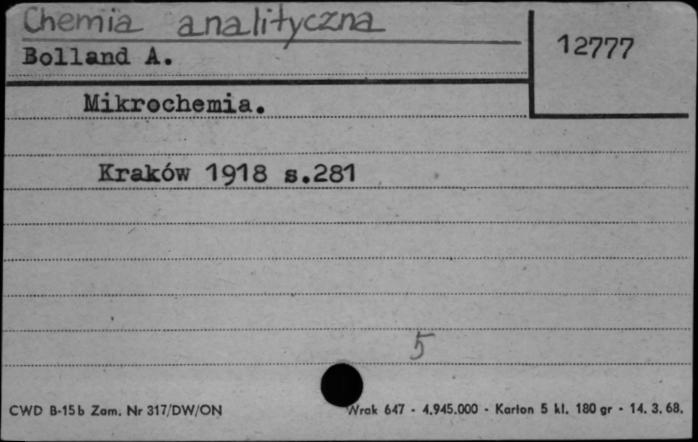 Chemia analityczna
Bolland A.
12777
Mikrochemia.
Kraków 1918 s.281
5
CWD B-15b Zam. Nr 317/DW/ON
Wrak 647 - 4.945.000 - Karton 5 kl. 180 gr - 14. 3. 68.